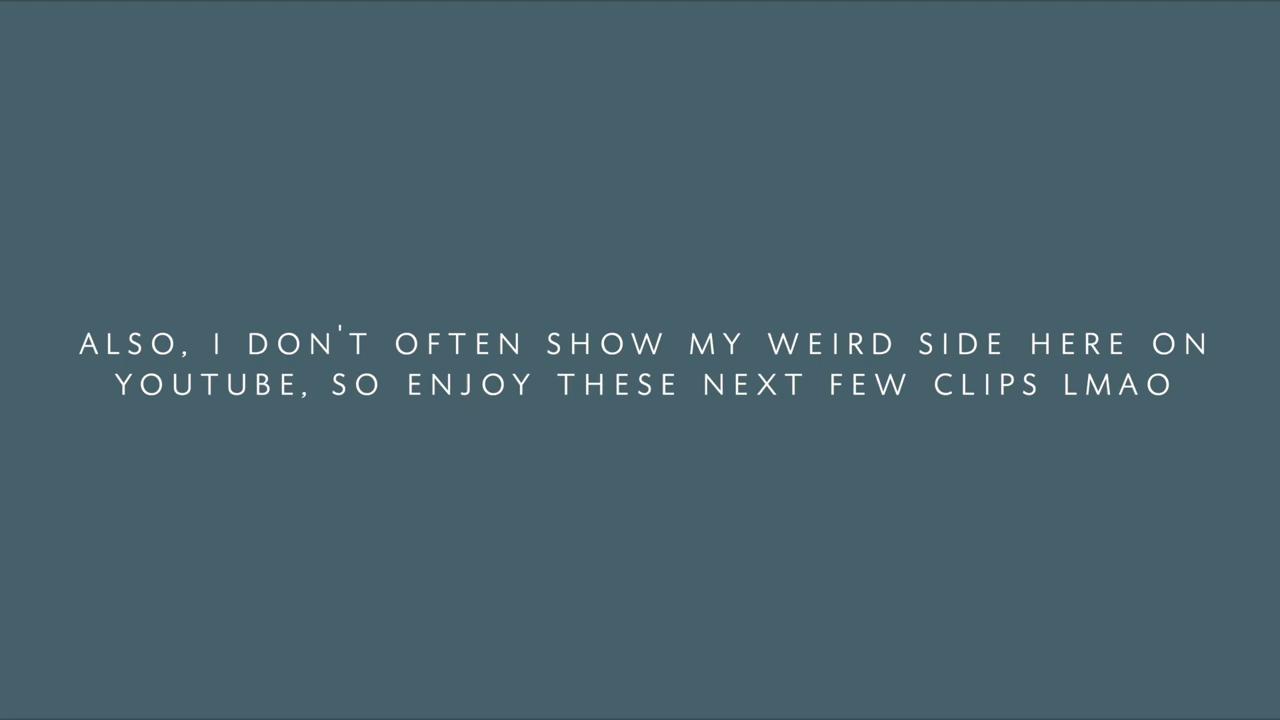 ALSO, I DON'T OFTEN SHOW MY WEIRD SIDE HERE ON
YOUTUBE, SO ENJOY THESE NEXT FEW CLIPS LMAO